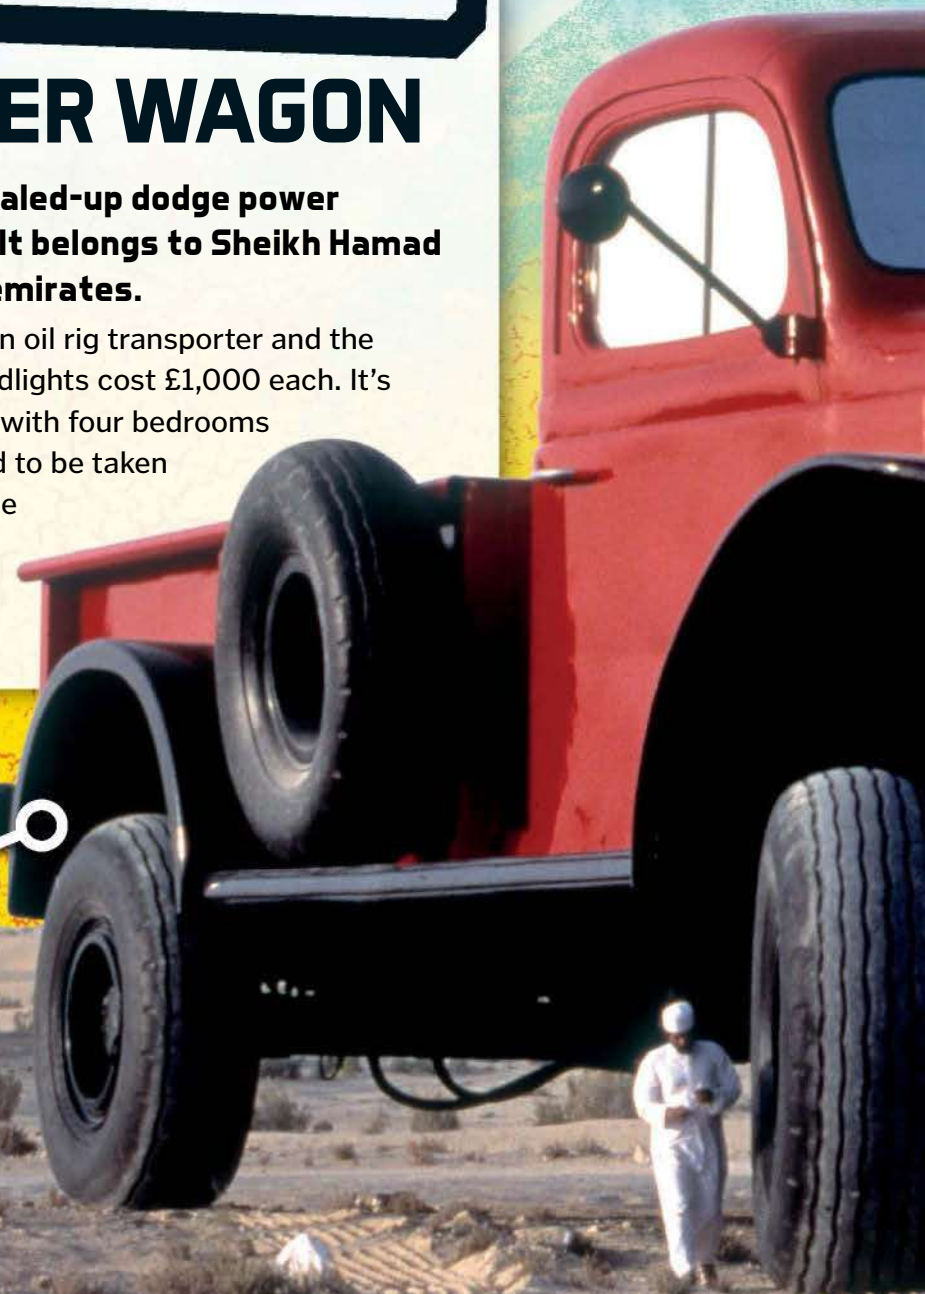 ER WAGON
aled-up dodge power
It belongs to Sheikh Hamad
emirates.
n oil rig transporter and the
dlights cost £1,000 each. It's
with four bedrooms
d to be taken
e